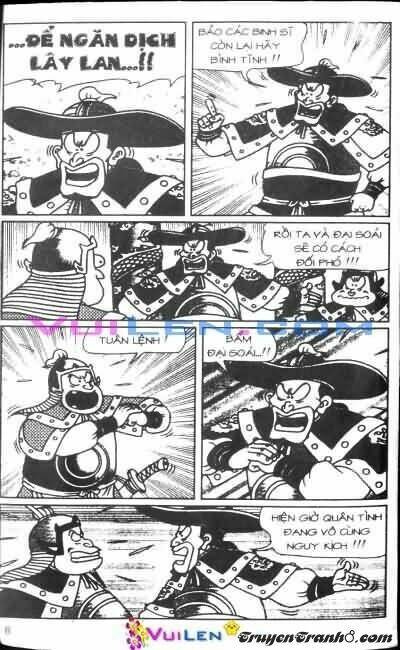 ...ĐỂ NGĂN DỊCH
LÂY LAN...!!
BẢO CÁC BINH SĨ
CÒN LẠI HÃY
BÌNH TĨNH !!
RỒI TA VÀ ĐẠI SOÁI
SẼ CÓ CÁCH
ĐỐI PHÓ !!!
VUILEN.COM
TUÂN LỆNH
BẨM
ĐẠI SOÁI...!!
HIỆN GIỜ QUÂN TÌNH
ĐANG VÔ CÙNG
NGUY KỊCH !!!
6
VUILEN
TruyenTranh8.com